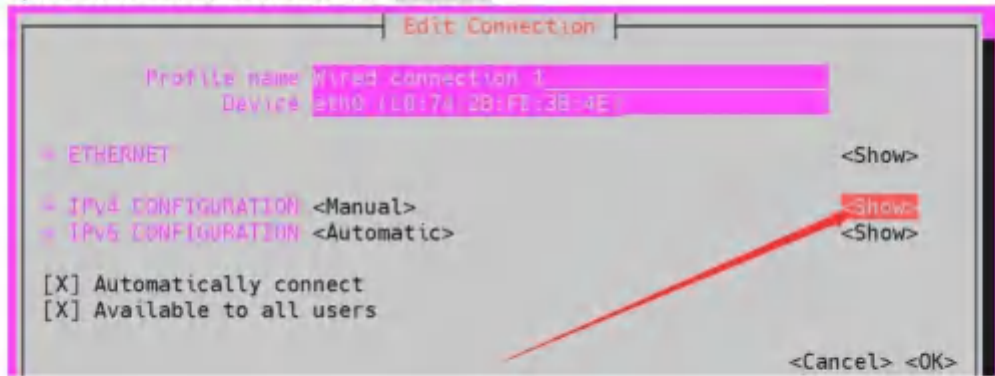 Edit Connection
Profile name Wired connection 1
Device eth0
ETHERNET <Show>
IPv4 CONFIGURATION <Manual> <Show>
IPv6 CONFIGURATION <Automatic> <Show>
[X] Automatically connect
[X] Available to all users
<Cancel> <OK>